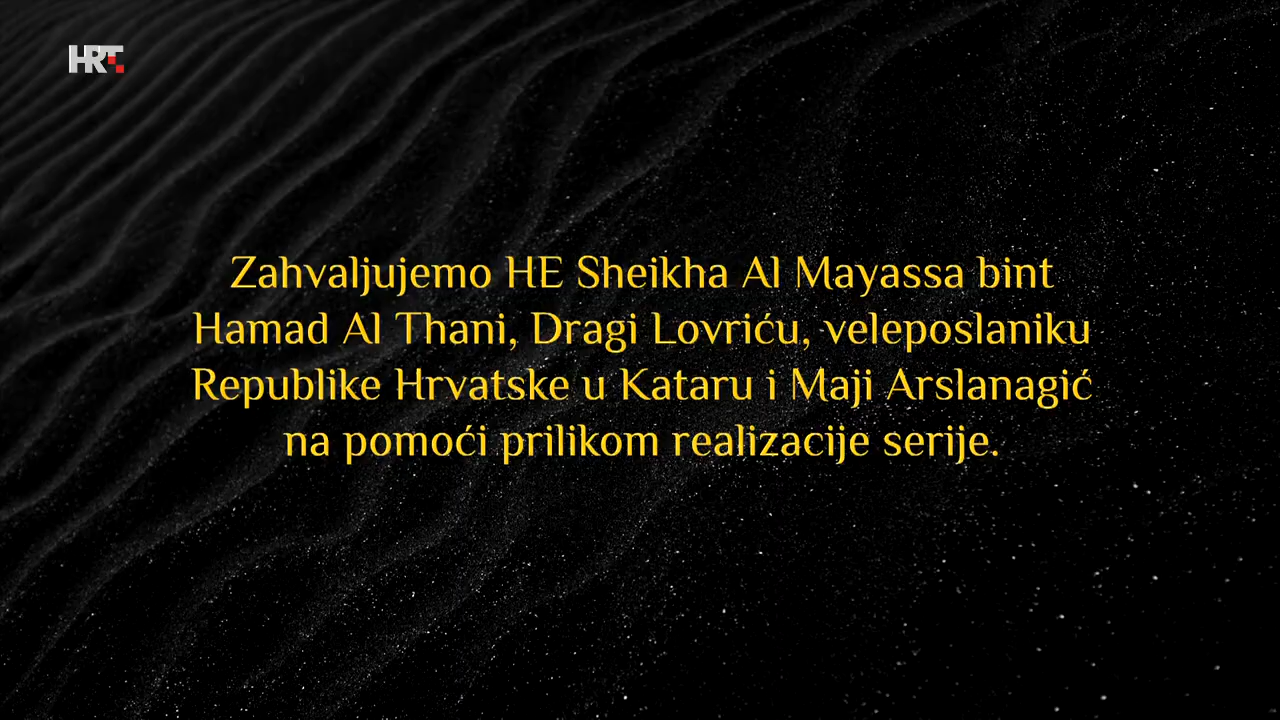 HRT
Zahvaljujemo HE Sheikha Al Mayassa bint
Hamad Al Thani, Dragi Lovriću, veleposlaniku
Republike Hrvatske u Kataru i Maji Arslanagić
na pomoći prilikom realizacije serije.